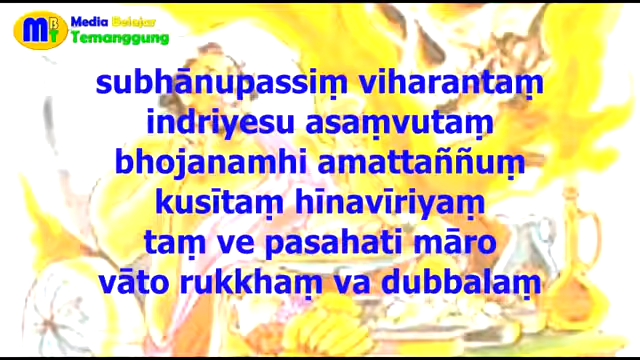 MBT Media Belajar
Temanggung
subhānupassiṃ viharantaṃ
indriyesu asaṃvutaṃ
bhojanamhi amattaññuṃ
kusītaṃ hīnavīriyaṃ
taṃ ve pasahati māro
vāto rukkhaṃ va dubbalaṃ